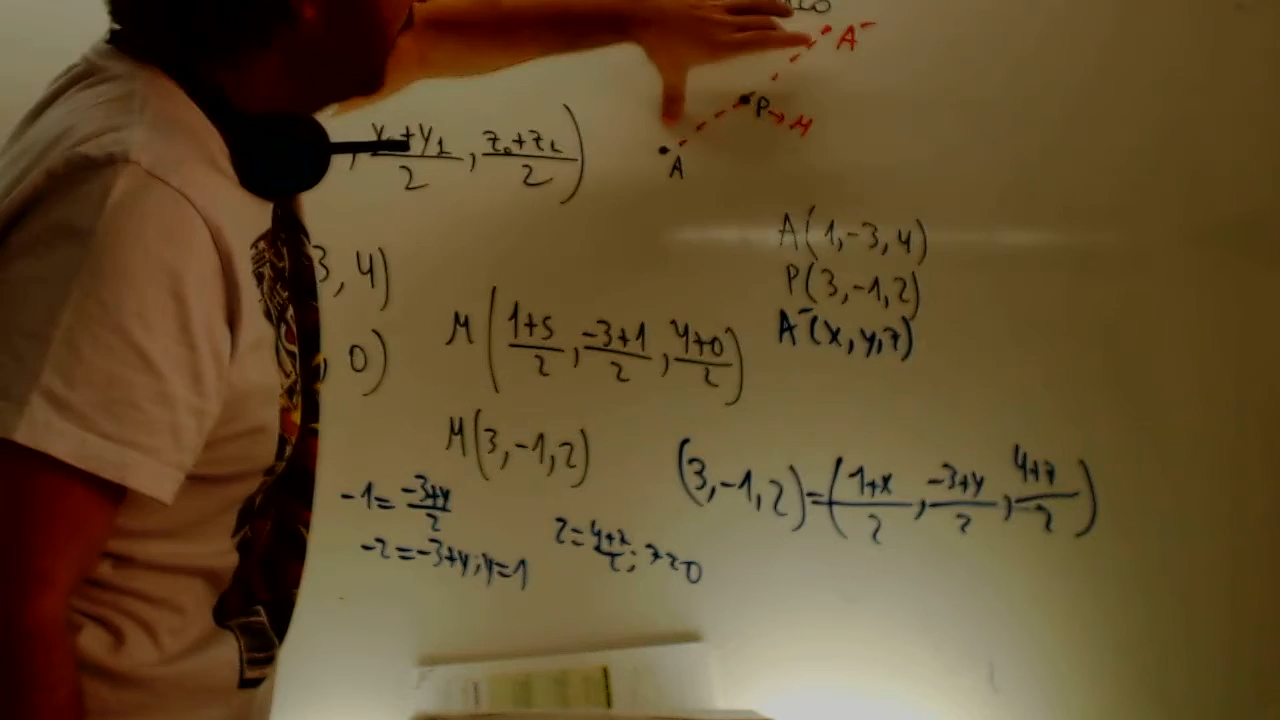 A⁻
P → M
A
, y₀+y₁/2, z₀+z₁/2)
A(1,-3,4)
P(3,-1,2)
A⁻(x,y,z)
3, 4)
, 0)
M(1+5/2, -3+1/2, 4+0/2)
M(3,-1,2)
(3,-1,2)=(1+x/2, -3+y/2, 4+z/2)
-1=-3+y/2
-2=-3+y; y=1
2=4+z/2; z=0